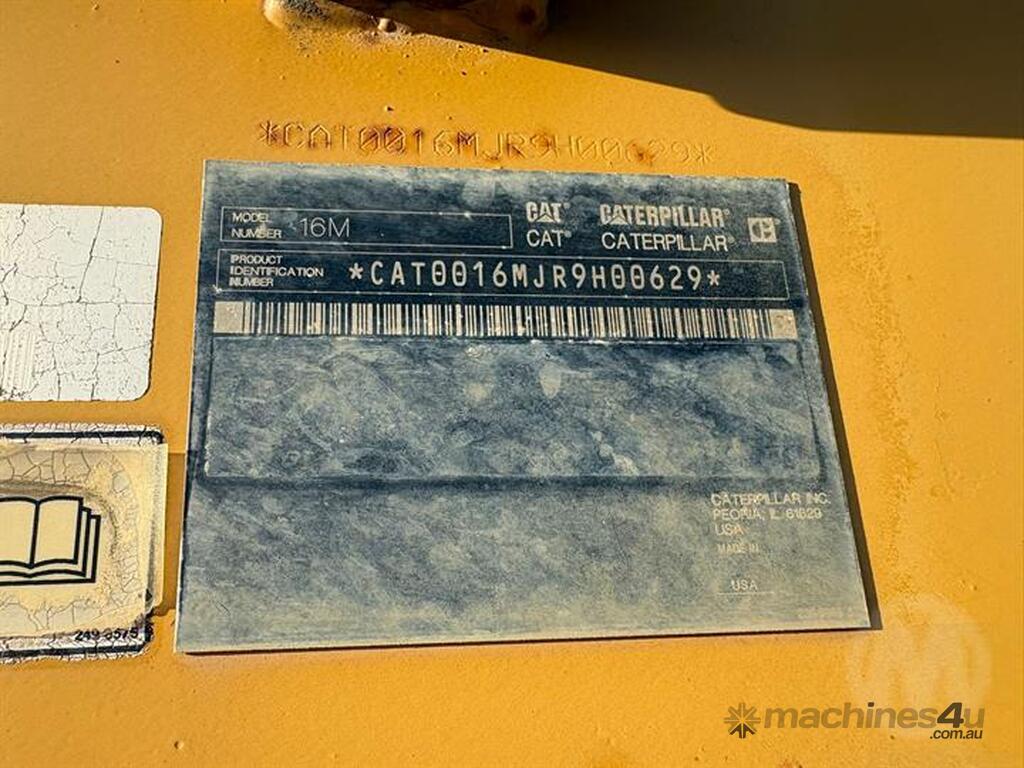 *CAT0016MJR9H00629*
MODEL
NUMBER 16M
CAT® CATERPILLAR®
CAT® CATERPILLAR®
PRODUCT
IDENTIFICATION
NUMBER
*CAT0016MJR9H00629*
CATERPILLAR INC.
PEORIA, IL 61629
USA
MADE IN
USA
machines4u
.com.au